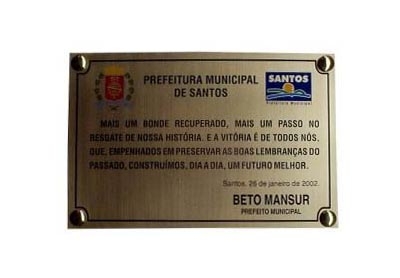 PREFEITURA MUNICIPAL
DE SANTOS
SANTOS
Prefeitura Municipal
MAIS UM BONDE RECUPERADO, MAIS UM PASSO NO
RESGATE DE NOSSA HISTÓRIA. E A VITÓRIA É DE TODOS NÓS,
QUE, EMPENHADOS EM PRESERVAR AS BOAS LEMBRANÇAS DO
PASSADO, CONSTRUÍMOS, DIA A DIA, UM FUTURO MELHOR.
Santos, 26 de janeiro de 2002.
BETO MANSUR
PREFEITO MUNICIPAL